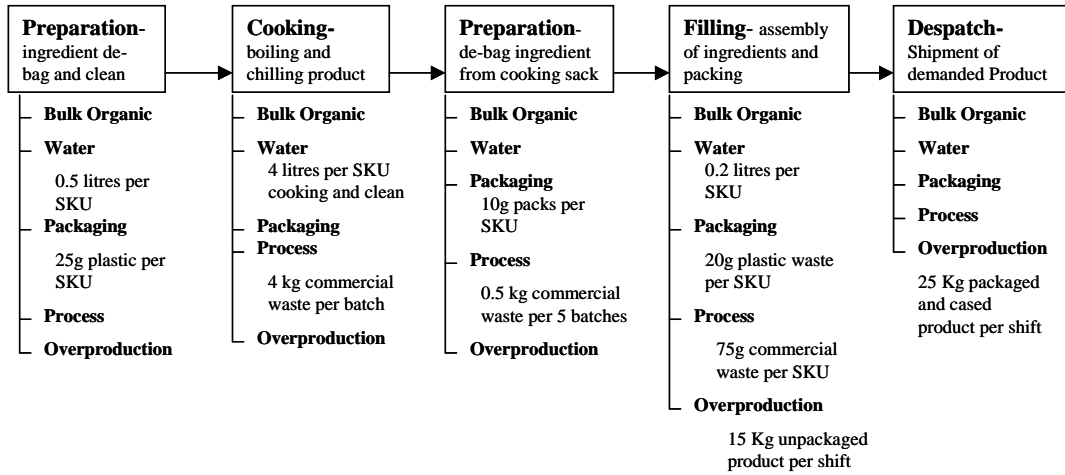 Preparation-
ingredient de-
bag and clean
Bulk Organic
Water
0.5 litres per
SKU
Packaging
25g plastic per
SKU
Process
Overproduction
Cooking-
boiling and
chilling product
Bulk Organic
Water
4 litres per SKU
cooking and clean
Packaging
Process
4 kg commercial
waste per batch
Overproduction
Preparation-
de-bag ingredient
from cooking sack
Bulk Organic
Water
Packaging
10g packs per
SKU
Process
0.5 kg commercial
waste per 5 batches
Overproduction
Filling- assembly
of ingredients and
packing
Bulk Organic
Water
0.2 litres per
SKU
Packaging
20g plastic waste
per SKU
Process
75g commercial
waste per SKU
Overproduction
15 Kg unpackaged
product per shift
Despatch-
Shipment of
demanded Product
Bulk Organic
Water
Packaging
Process
Overproduction
25 Kg packaged
and cased
product per shift